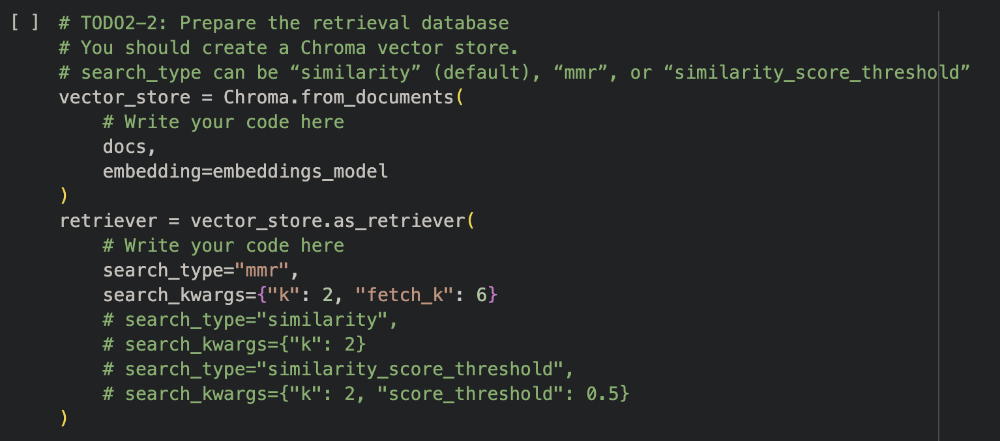 [ ] # TODO2-2: Prepare the retrieval database
# You should create a Chroma vector store.
# search_type can be “similarity” (default), “mmr”, or “similarity_score_threshold”
vector_store = Chroma.from_documents(
    # Write your code here
    docs,
    embedding=embeddings_model
)
retriever = vector_store.as_retriever(
    # Write your code here
    search_type="mmr",
    search_kwargs={"k": 2, "fetch_k": 6}
    # search_type="similarity",
    # search_kwargs={"k": 2}
    # search_type="similarity_score_threshold",
    # search_kwargs={"k": 2, "score_threshold": 0.5}
)